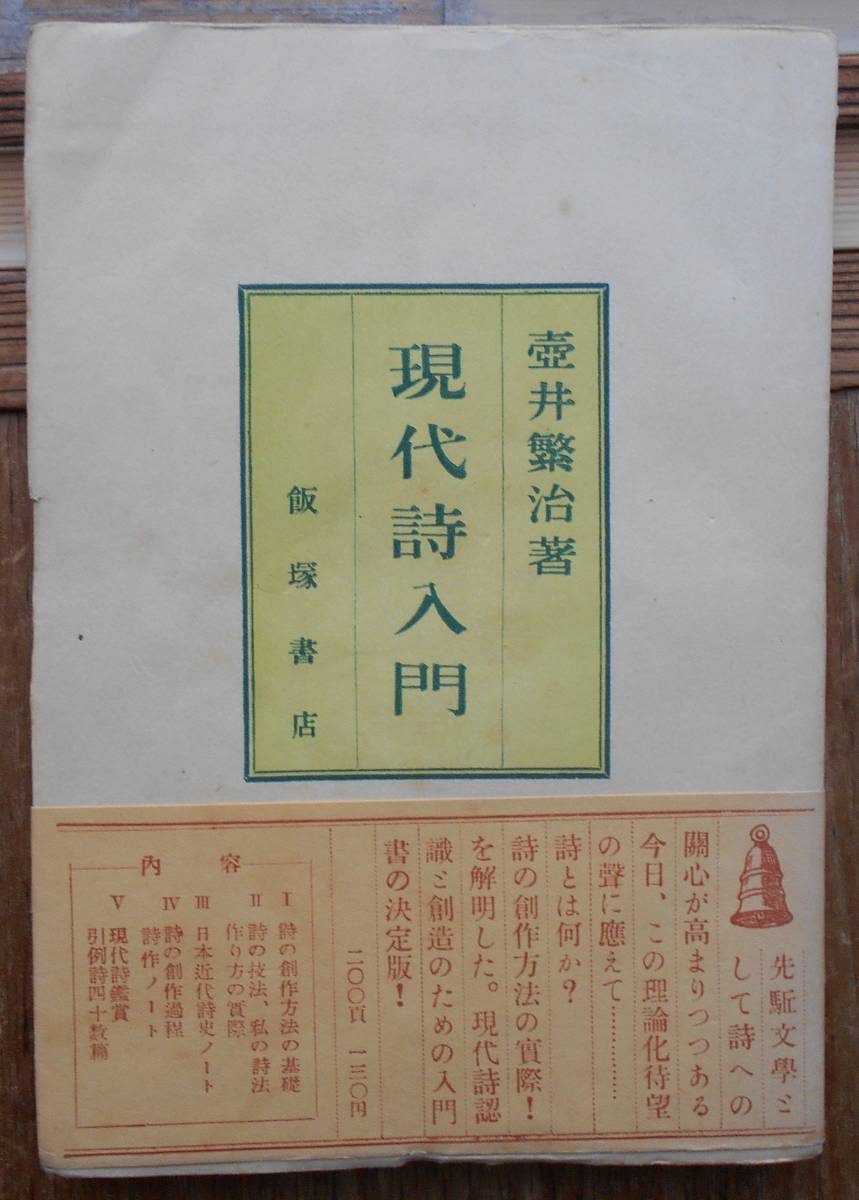 壺井繁治著
現代詩入門
飯塚書店
先駈文學と
して詩への
關心が高まりつつある
今日、この理論化待望
の聲に應えて…………
詩とは何か?
詩の創作方法の實際!
を解明した。現代詩認
識と創造のための入門
書の決定版!
二〇〇頁 一三〇円
内容
Ⅰ 詩の創作方法の基礎
Ⅱ 詩の技法、私の詩法
作り方の實際
Ⅲ 日本近代詩史ノート
Ⅳ 詩の創作過程
詩作ノート
Ⅴ 現代詩鑑賞
引例詩四十数篇